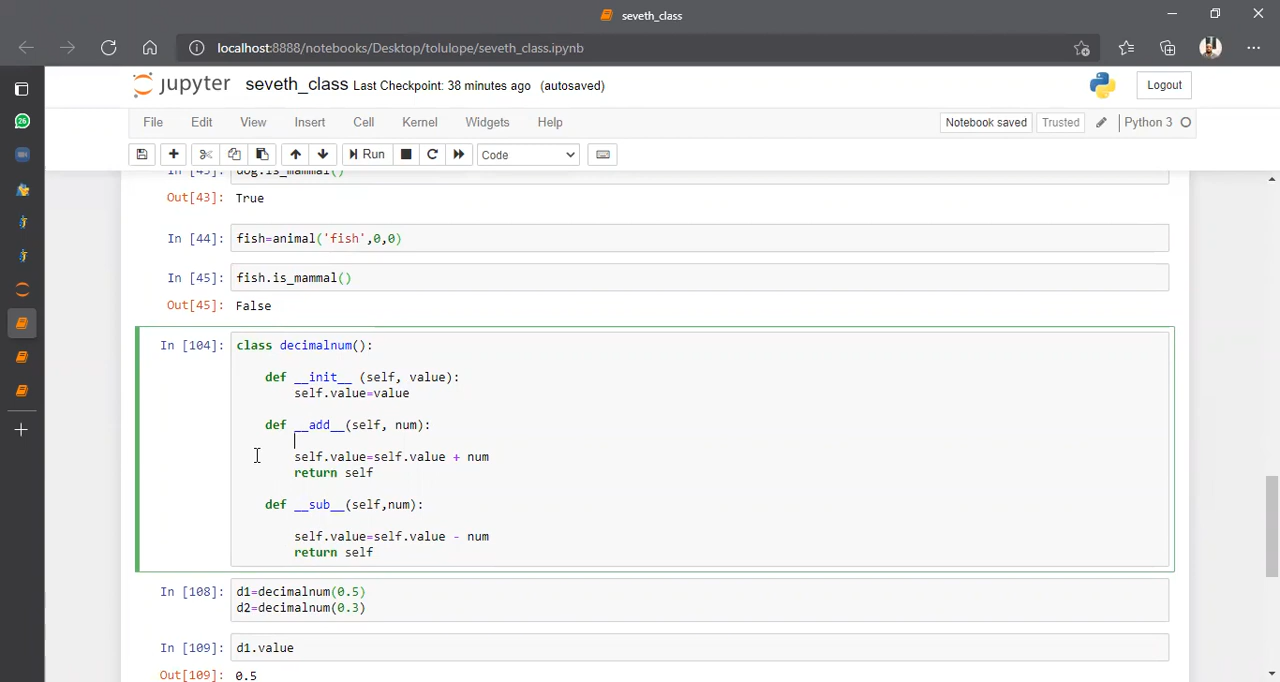 seveth_class
localhost:8888/notebooks/Desktop/tolulope/seveth_class.ipynb
jupyter seveth_class Last Checkpoint: 38 minutes ago (autosaved)
Logout
File Edit View Insert Cell Kernel Widgets Help
Notebook saved Trusted Python 3
Run Code
dog.is_mammal()
Out[43]: True
In [44]: fish=animal('fish',0,0)
In [45]: fish.is_mammal()
Out[45]: False
In [104]: class decimalnum():
def __init__ (self, value):
self.value=value
def __add__(self, num):
self.value=self.value + num
return self
def __sub__(self,num):
self.value=self.value - num
return self
In [108]: d1=decimalnum(0.5)
d2=decimalnum(0.3)
In [109]: d1.value
Out[109]: 0.5